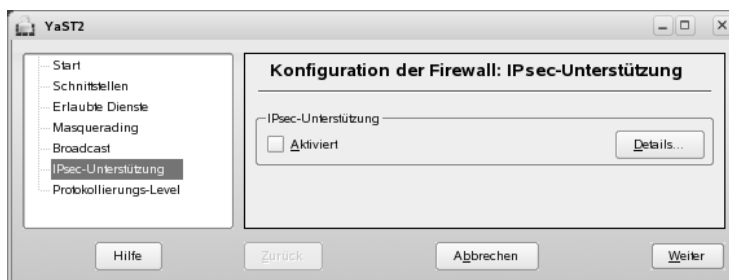 YaST2
Start
Schnittstellen
Erlaubte Dienste
Masquerading
Broadcast
IPsec-Unterstützung
Protokollierungs-Level
Konfiguration der Firewall: IPsec-Unterstützung
IPsec-Unterstützung
Aktiviert
Details...
Hilfe
Zurück
Abbrechen
Weiter